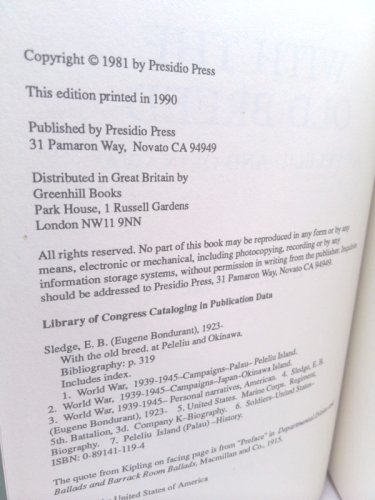 Copyright © 1981 by Presidio Press
This edition printed in 1990
Published by Presidio Press
31 Pamaron Way, Novato CA 94949
Distributed in Great Britain by
Greenhill Books
Park House, 1 Russell Gardens
London NW11 9NN
All rights reserved. No part of this book may be reproduced in any form or by any
means, electronic or mechanical, including photocopying, recording or by any
information storage systems, without permission in writing from the publisher. Inquiries
should be addressed to Presidio Press, 31 Pamaron Way, Novato CA 94949.
Library of Congress Cataloging in Publication Data
Sledge, E. B. (Eugene Bondurant), 1923-
With the old breed, at Peleliu and Okinawa.
Bibliography: p. 319
Includes index.
1. World War, 1939-1945—Campaigns—Palau- Peleliu Island.
2. World War, 1939-1945—Campaigns-Japan-Okinawa Island.
3. World War, 1939-1945– Personal narratives, American. 4. Sledge, E. B.
(Eugene Bondurant), 1923- 5. United States. Marine Corps. Regiment,
5th. Battalion, 3d. Company K–Biography. 6. Soldiers–United States–
Biography. 7. Peleliu Island (Palau) –History.
ISBN: 0-89141-119-4
The quote from Kipling on facing page is from "Preface" in Departmental Ditties and
Ballads and Barrack Room Ballads, Macmillan and Co., 1915.
the United States of America